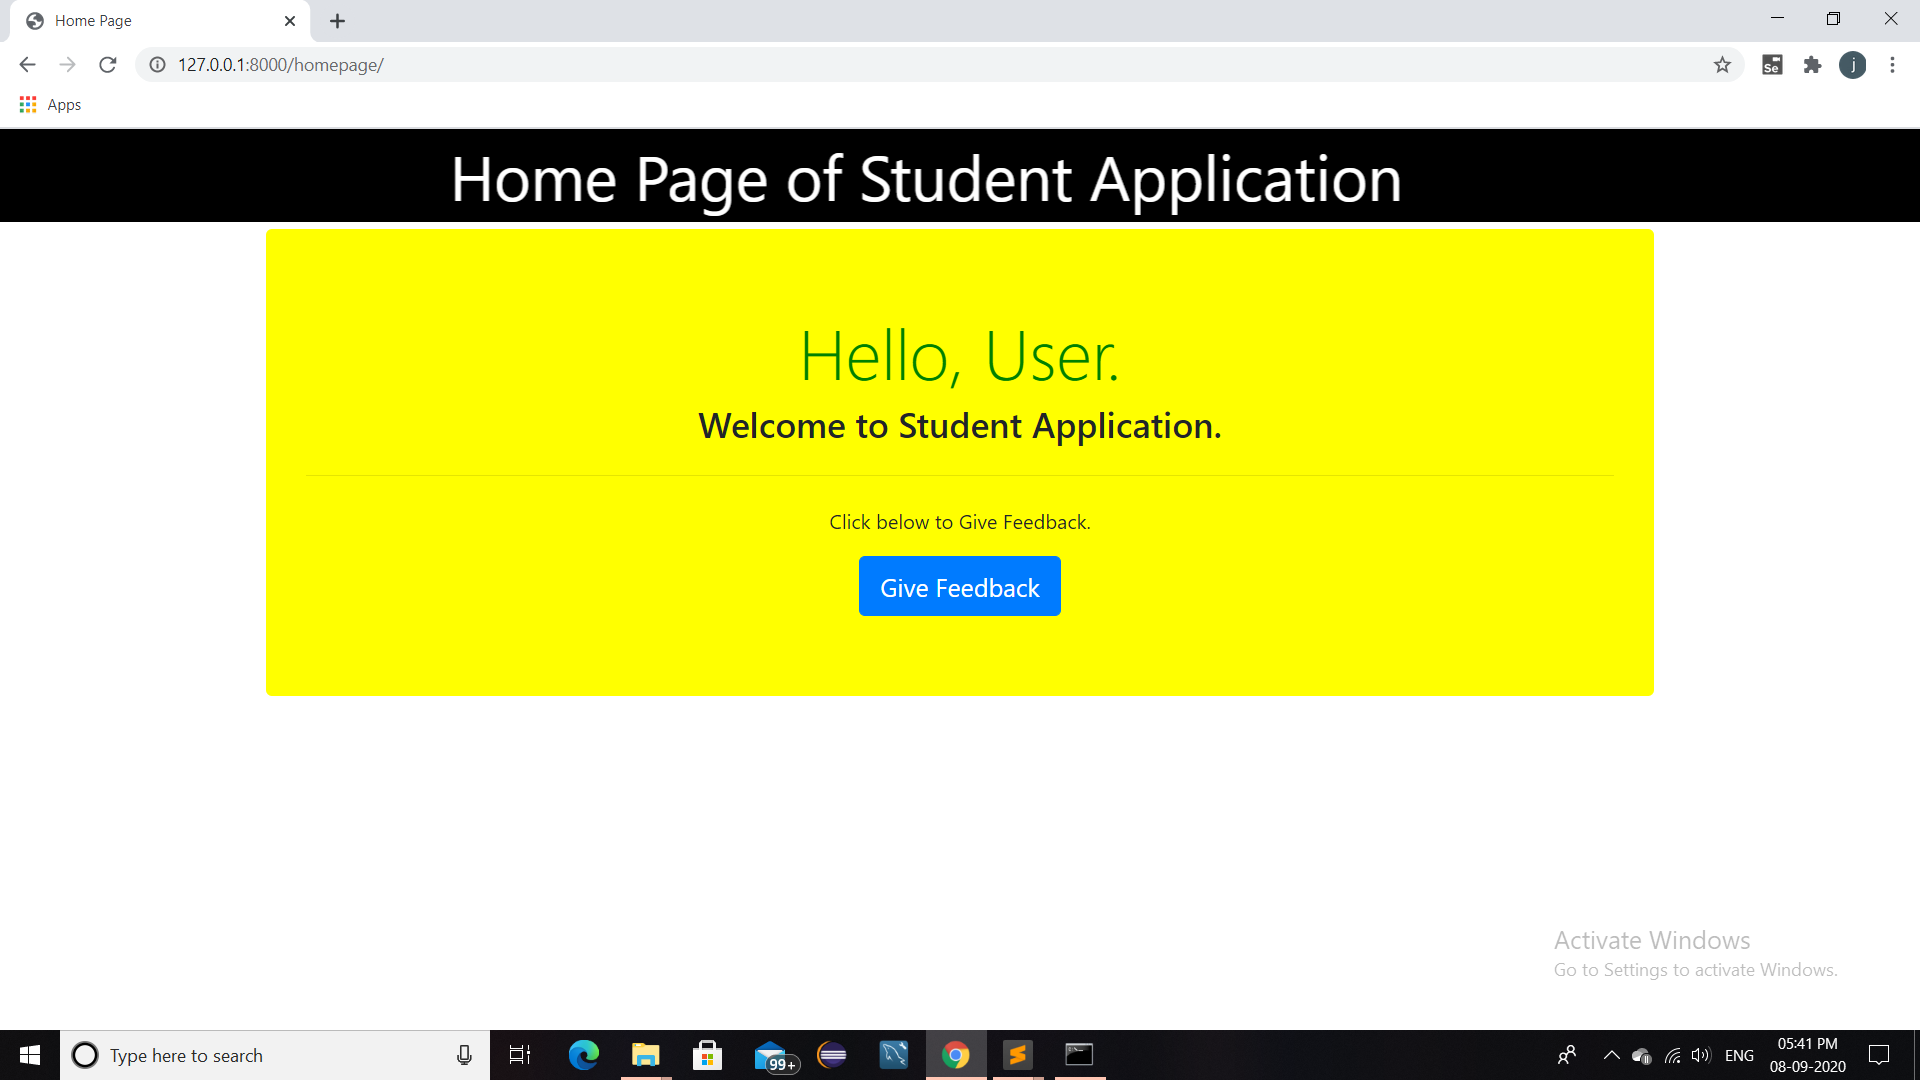 Home Page
127.0.0.1:8000/homepage/
Se
j
Apps
Home Page of Student Application
Hello, User.
Welcome to Student Application.
Click below to Give Feedback.
Give Feedback
Activate Windows
Go to Settings to activate Windows.
Type here to search
99+
ENG
05:41 PM
08-09-2020